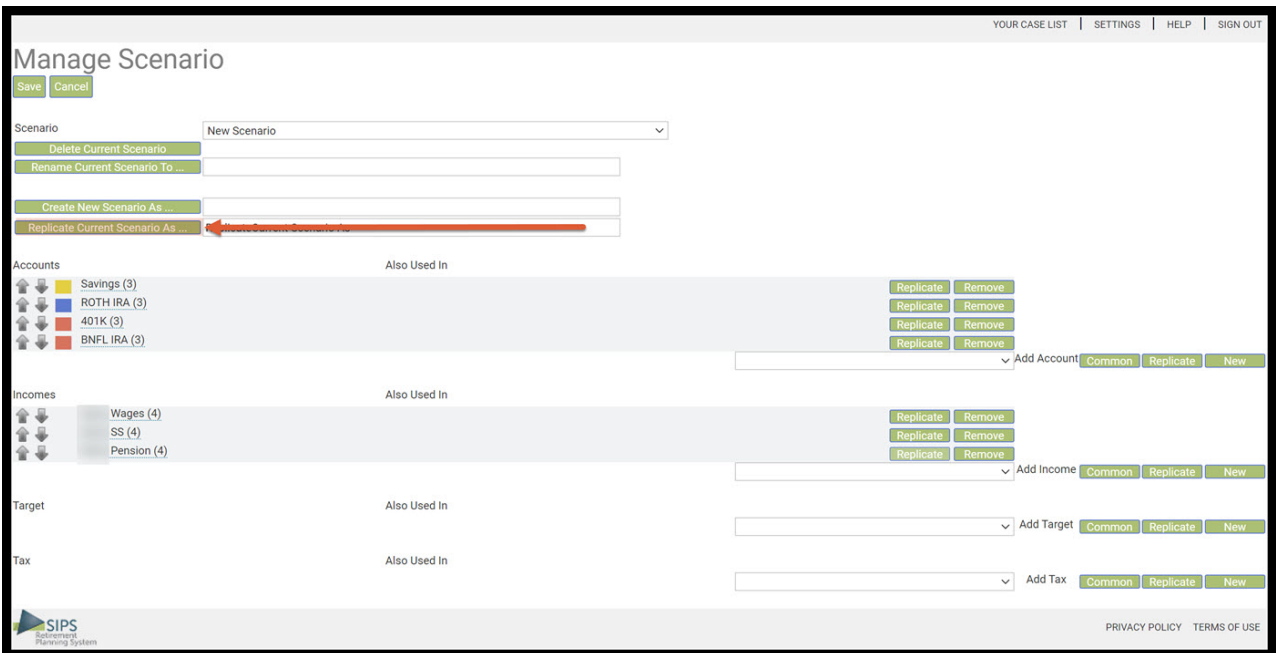 YOUR CASE LIST | SETTINGS | HELP | SIGN OUT
Manage Scenario
Save Cancel
Scenario New Scenario
Delete Current Scenario
Rename Current Scenario To ...
Create New Scenario As ...
Replicate Current Scenario As ... Replicate Current Scenario As
Accounts Also Used In
Savings (3) Replicate Remove
ROTH IRA (3) Replicate Remove
401K (3) Replicate Remove
BNFL IRA (3) Replicate Remove
Add Account Common Replicate New
Incomes Also Used In
Wages (4) Replicate Remove
SS (4) Replicate Remove
Pension (4) Replicate Remove
Add Income Common Replicate New
Target Also Used In
Add Target Common Replicate New
Tax Also Used In
Add Tax Common Replicate New
SIPS
Retirement
Planning System
PRIVACY POLICY TERMS OF USE